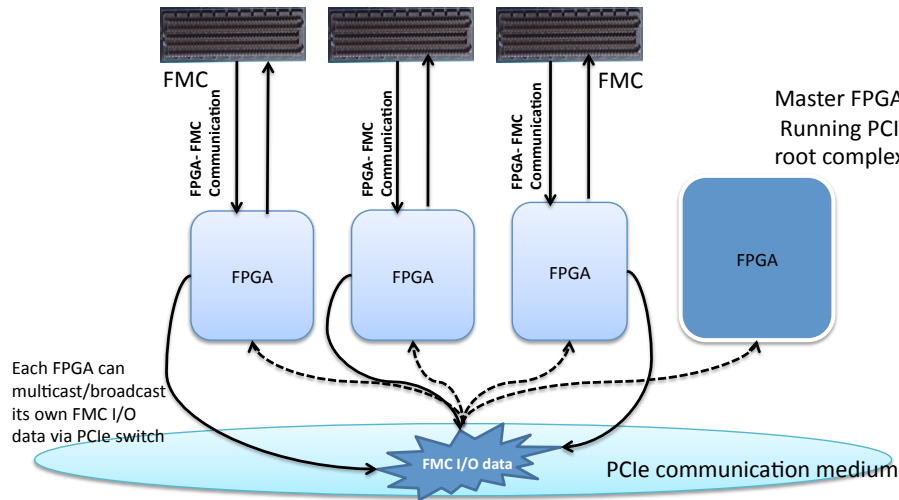 FMC
FMC
FPGA- FMC
Communication
FPGA- FMC
Communication
FPGA- FMC
Communication
Master FPGA
Running PCI
root complex
FPGA
FPGA
FPGA
FPGA
Each FPGA can
multicast/broadcast
its own FMC I/O
data via PCIe switch
FMC I/O data
PCIe communication medium